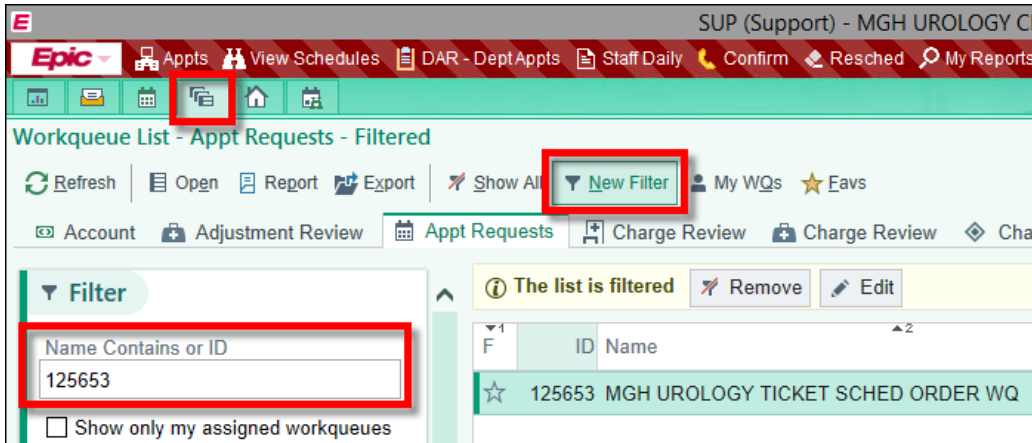 E SUP (Support) - MGH UROLOGY
Epic Appts View Schedules DAR - Dept Appts Staff Daily Confirm Resched My Reports
Workqueue List - Appt Requests - Filtered
Refresh Open Report Export Show All New Filter My WQs Favs
Account Adjustment Review Appt Requests Charge Review Charge Review Cha
Filter The list is filtered Remove Edit
1 2
Name Contains or ID F ID Name
125653
125653 MGH UROLOGY TICKET SCHED ORDER WQ
Show only my assigned workqueues